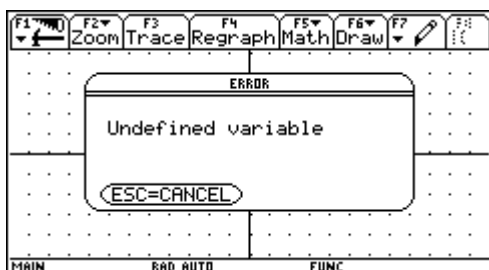 F1 F2 Zoom F3 Trace F4 Regraph F5 Math F6 Draw F7
ERROR
Undefined variable
ESC=CANCEL
MAIN RAD AUTO FUNC